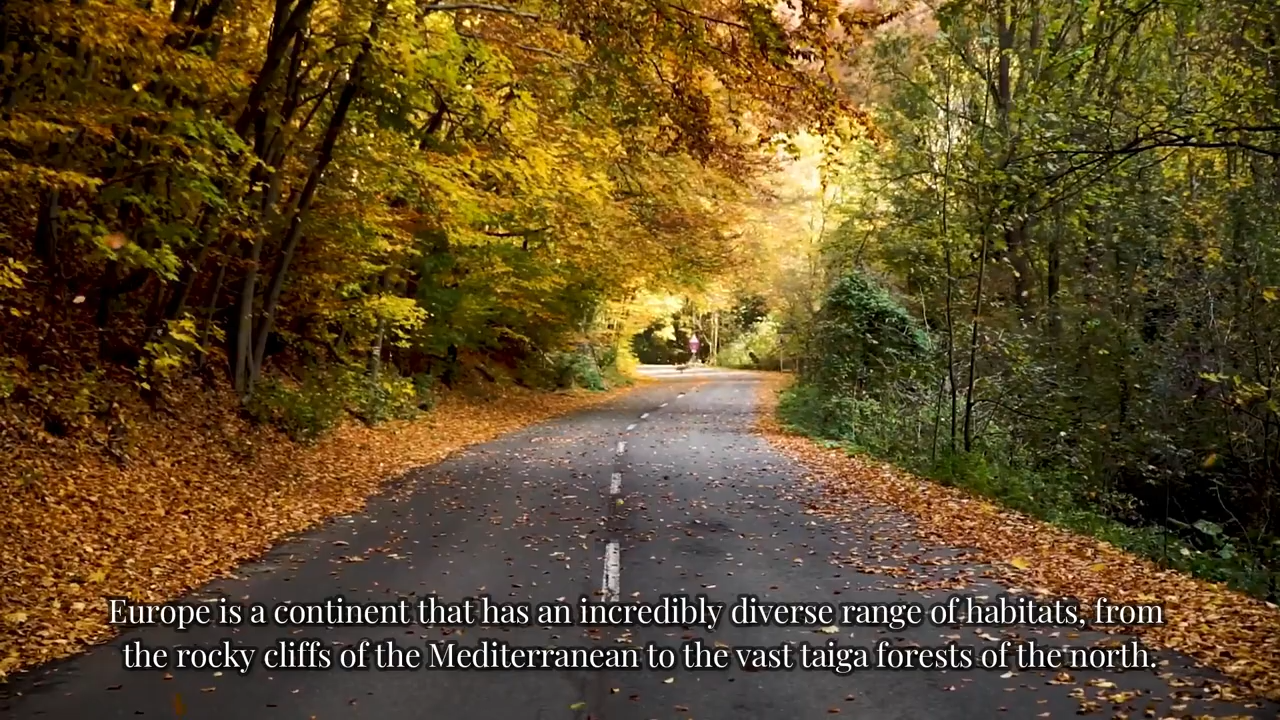 Europe is a continent that has an incredibly diverse range of habitats, from
the rocky cliffs of the Mediterranean to the vast taiga forests of the north.